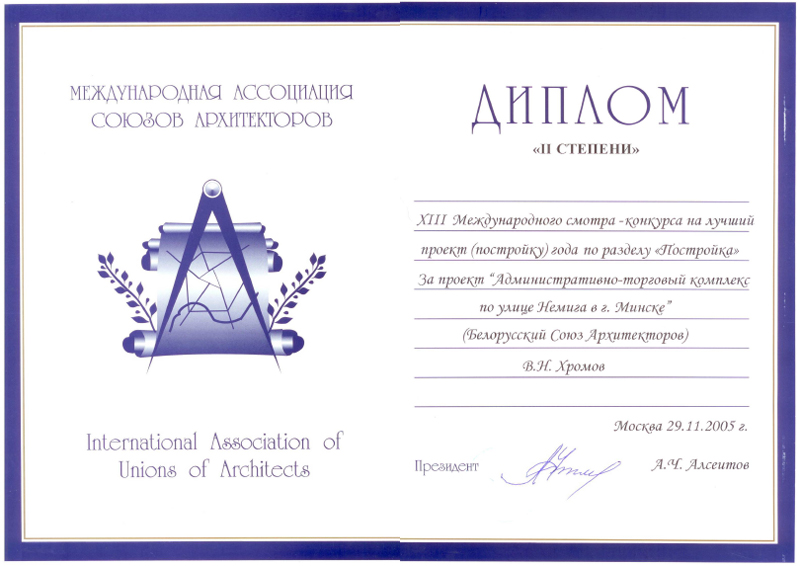 МЕЖДУНАРОДНАЯ АССОЦИАЦИЯ
СОЮЗОВ АРХИТЕКТОРОВ
International Association of
Unions of Architects
ДИПЛОМ
«II СТЕПЕНИ»
XIII Международного смотра -конкурса на лучший
проект (постройку) года по разделу «Постройка»
За проект “Административно-торговый комплекс
по улице Немига в г. Минске”
(Белорусский Союз Архитекторов)
В.Н. Хромов
Москва 29.11.2005 г.
Президент А.Ч. Алсеитов